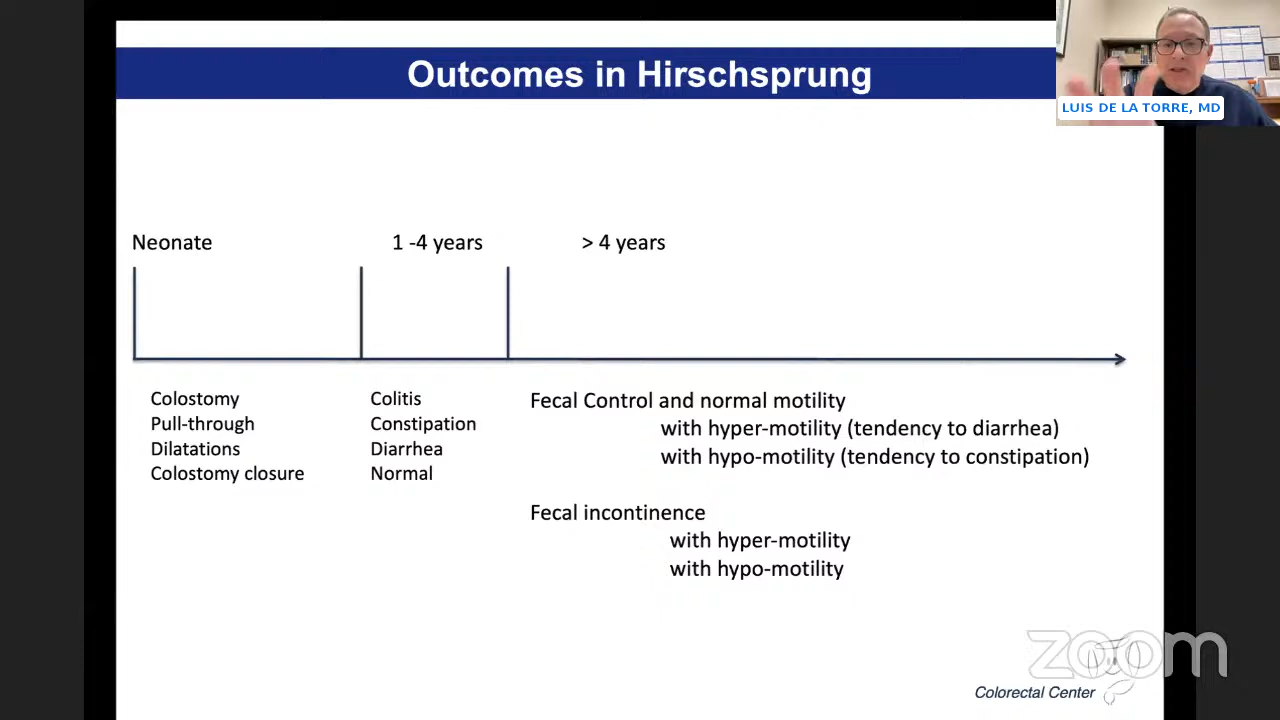 Outcomes in Hirschsprung
LUIS DE LA TORRE, MD
Neonate
1 -4 years
> 4 years
Colostomy
Pull-through
Dilatations
Colostomy closure
Colitis
Constipation
Diarrhea
Normal
Fecal Control and normal motility
with hyper-motility (tendency to diarrhea)
with hypo-motility (tendency to constipation)
Fecal incontinence
with hyper-motility
with hypo-motility
zoom
Colorectal Center